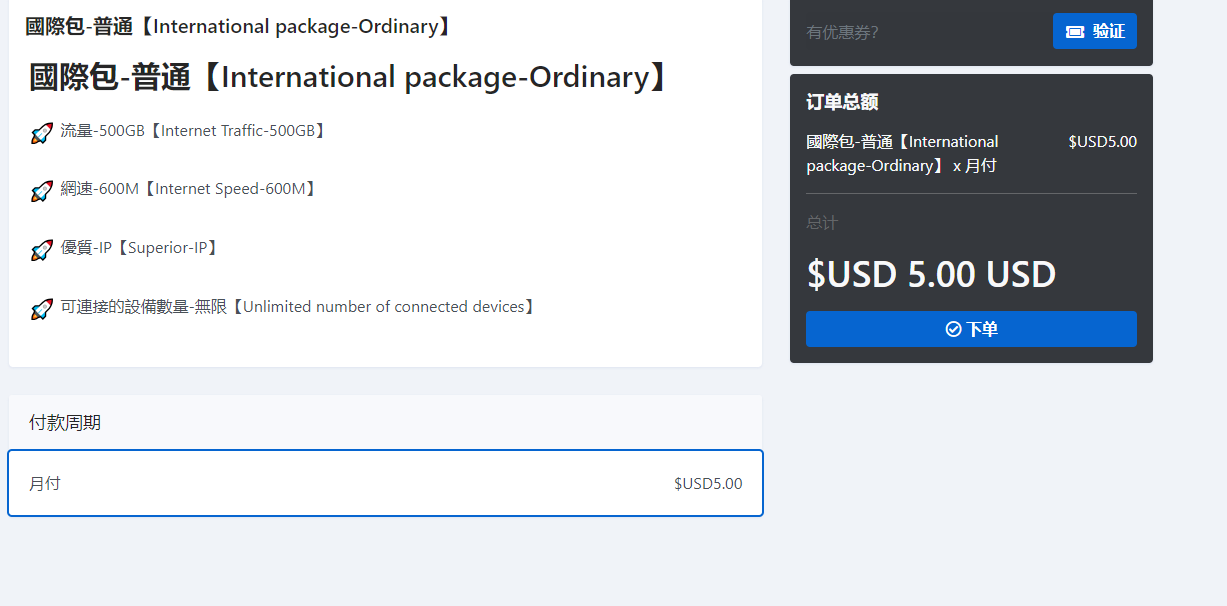 國際包-普通【International package-Ordinary】
國際包-普通【International package-Ordinary】
流量-500GB【Internet Traffic-500GB】
網速-600M【Internet Speed-600M】
優質-IP【Superior-IP】
可連接的設備數量-無限【Unlimited number of connected devices】
付款周期
月付 $USD5.00
有优惠券?
验证
订单总额
國際包-普通【International $USD5.00
package-Ordinary】 x 月付
总计
$USD 5.00 USD
下单